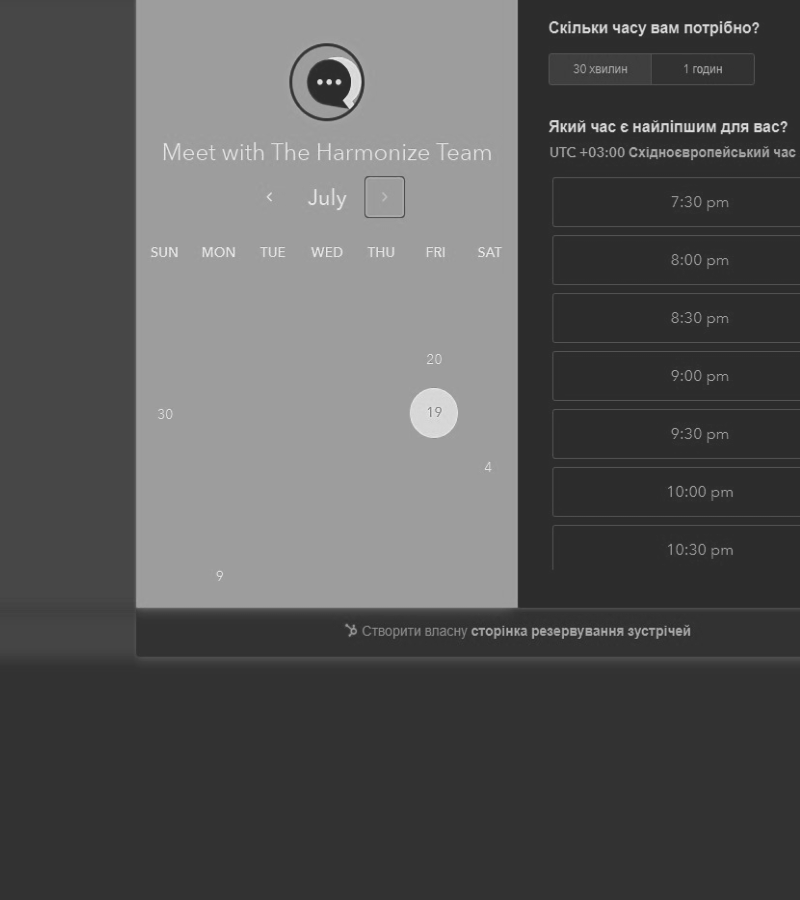 Meet with The Harmonize Team
July
SUN MON TUE WED THU FRI SAT
20
30 19
4
9
Скільки часу вам потрібно?
30 хвилин 1 годин
Який час є найліпшим для вас?
UTC +03:00 Східноєвропейський час
7:30 pm
8:00 pm
8:30 pm
9:00 pm
9:30 pm
10:00 pm
10:30 pm
Створити власну сторінка резервування зустрічей